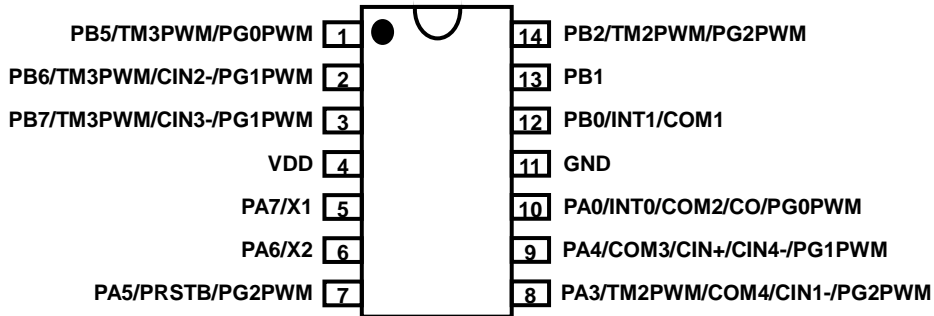 PB5/TM3PWM/PG0PWM 1 14 PB2/TM2PWM/PG2PWM
PB6/TM3PWM/CIN2-/PG1PWM 2 13 PB1
PB7/TM3PWM/CIN3-/PG1PWM 3 12 PB0/INT1/COM1
VDD 4 11 GND
PA7/X1 5 10 PA0/INT0/COM2/CO/PG0PWM
PA6/X2 6 9 PA4/COM3/CIN+/CIN4-/PG1PWM
PA5/PRSTB/PG2PWM 7 8 PA3/TM2PWM/COM4/CIN1-/PG2PWM